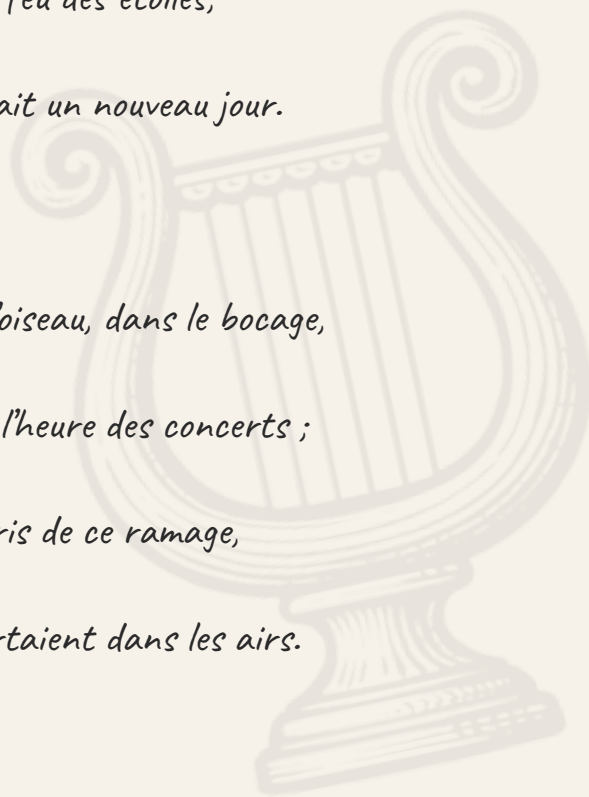 feu des étoiles,
ait un nouveau jour.
l'oiseau, dans le bocage,
l’heure des concerts ;
ris de ce ramage,
rtaient dans les airs.